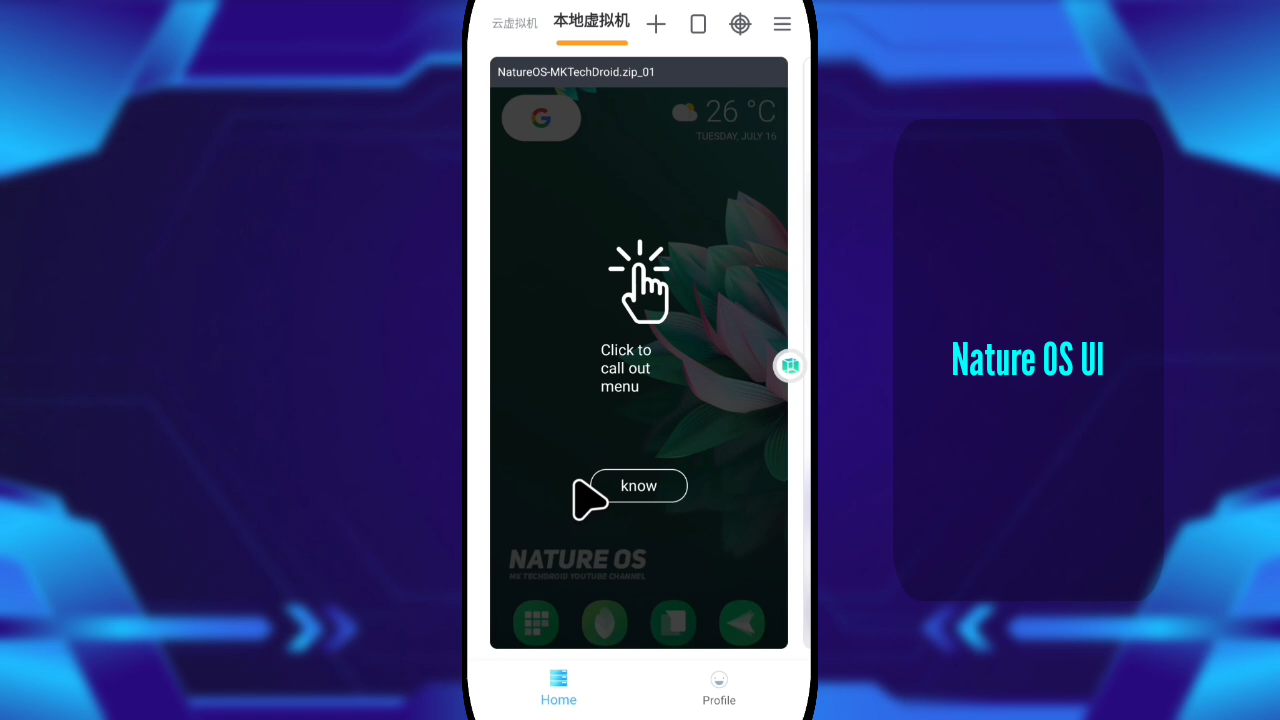 云虚拟机
本地虚拟机
NatureOS-MKTechDroid.zip_01
26 °C
TUESDAY, JULY 16
Click to
call out
menu
know
NATURE OS
MK TECHDROID YOUTUBE CHANNEL
Home
Profile
Nature OS UI